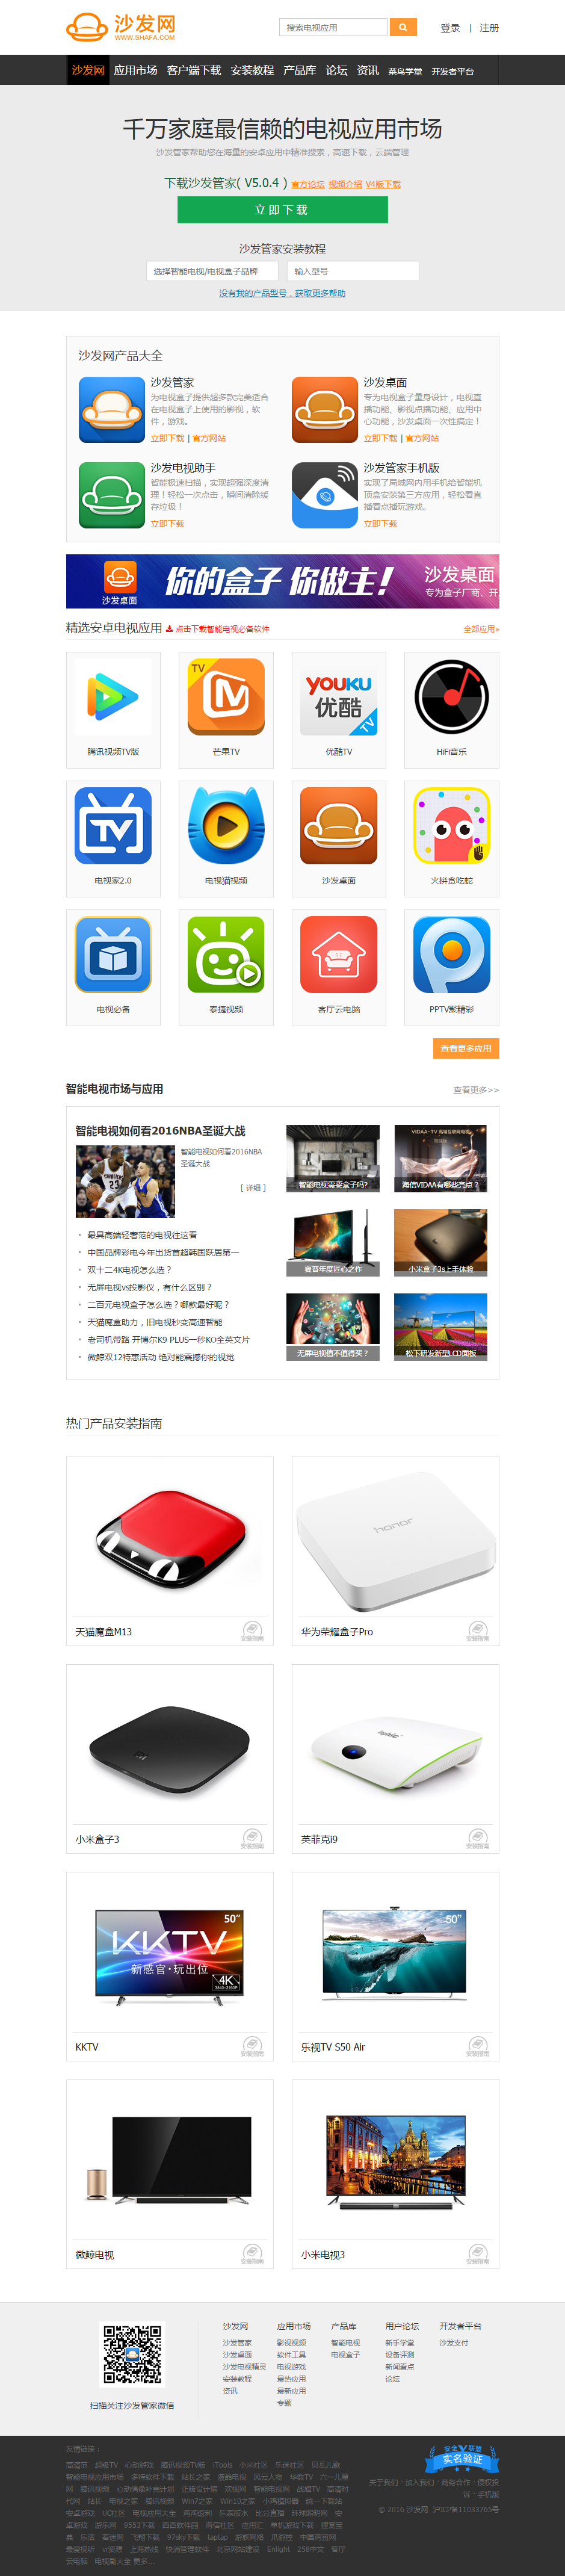 沙发网
WWW.SHAFA.COM
搜索电视应用
登录 | 注册
沙发网 应用市场 客户端下载 安装教程 产品库 论坛 资讯 菜鸟学堂 开发者平台
千万家庭最信赖的电视应用市场
沙发管家帮助您在海量的安卓应用中精准搜索，高速下载，云端管理
下载沙发管家( V5.0.4 ) 官方论坛 视频介绍 V4版下载
立即下载
沙发管家安装教程
选择智能电视/电视盒子品牌 输入型号
没有我的产品型号，获取更多帮助
沙发网产品大全
沙发管家
为电视盒子提供超多款完美适合
在电视盒子上使用的影视，软
件，游戏。
立即下载 | 官方网站
沙发桌面
专为电视盒子量身设计，电视直
播功能、影视点播功能、应用中
心功能，沙发桌面一次性搞定！
立即下载 | 官方网站
沙发电视助手
智能极速扫描，实现超强深度清
理！轻松一次点击，瞬间清除缓
存垃圾！
立即下载
沙发管家手机版
实现了局域网内用手机给智能机
顶盒安装第三方应用，轻松看直
播看点播玩游戏。
立即下载
沙发桌面
你的盒子 你做主！
沙发桌面
专为盒子厂商、开
精选安卓电视应用 点击下载智能电视必备软件
全部应用»
腾讯视频TV版
TV
芒果TV
YOUKU
优酷
TV
优酷TV
HiFi音乐
TV
电视家2.0
电视猫视频
沙发桌面
火拼贪吃蛇
电视必备
泰捷视频
客厅云电脑
PPTV聚精彩
查看更多应用
智能电视市场与应用
查看更多>>
智能电视如何看2016NBA圣诞大战
智能电视如何看2016NBA
圣诞大战
[ 详细 ]
最具高端轻奢范的电视往这看
中国品牌彩电今年出货首超韩国跃居第一
双十二4K电视怎么选？
无屏电视vs投影仪，有什么区别？
二百元电视盒子怎么选？哪款最好呢？
天猫魔盒助力，旧电视秒变高速智能
老司机带路 开博尔K9 PLUS一秒KO全英文片
微鲸双12特惠活动 绝对能震撼你的视觉
智能电视需要盒子吗?
海信VIDAA有哪些亮点？
夏普年度匠心之作
小米盒子3s上手体验
无屏电视值不值得买？
松下研发新型LCD面板
热门产品安装指南
天猫魔盒M13
安装指南
honor
华为荣耀盒子Pro
安装指南
小米盒子3
安装指南
英菲克i9
安装指南
50"
KKTV
新感官·玩出位
4K
KKTV
安装指南
50"
乐视TV S50 Air
安装指南
微鲸电视
安装指南
小米电视3
安装指南
扫描关注沙发管家微信
沙发网
沙发管家
沙发桌面
沙发电视精灵
安装教程
资讯
应用市场
影视视频
软件工具
电视游戏
最热应用
最新应用
专题
产品库
智能电视
电视盒子
用户论坛
新手学堂
设备评测
新闻看点
论坛
开发者平台
沙发支付
友情链接：
安全联盟
实名认证
© 2016 沙发网 沪ICP备11033765号